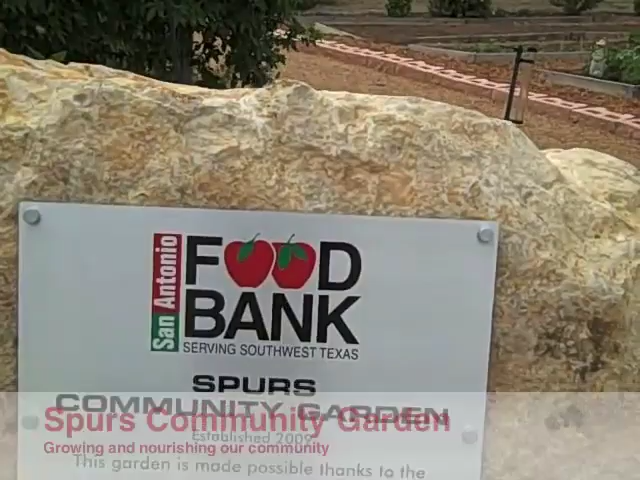 San Antonio
FOOD
BANK
SERVING SOUTHWEST TEXAS
SPURS
COMMUNITY GARDEN
Established 2009
This garden is made possible thanks to the
Spurs Community Garden
Growing and nourishing our community